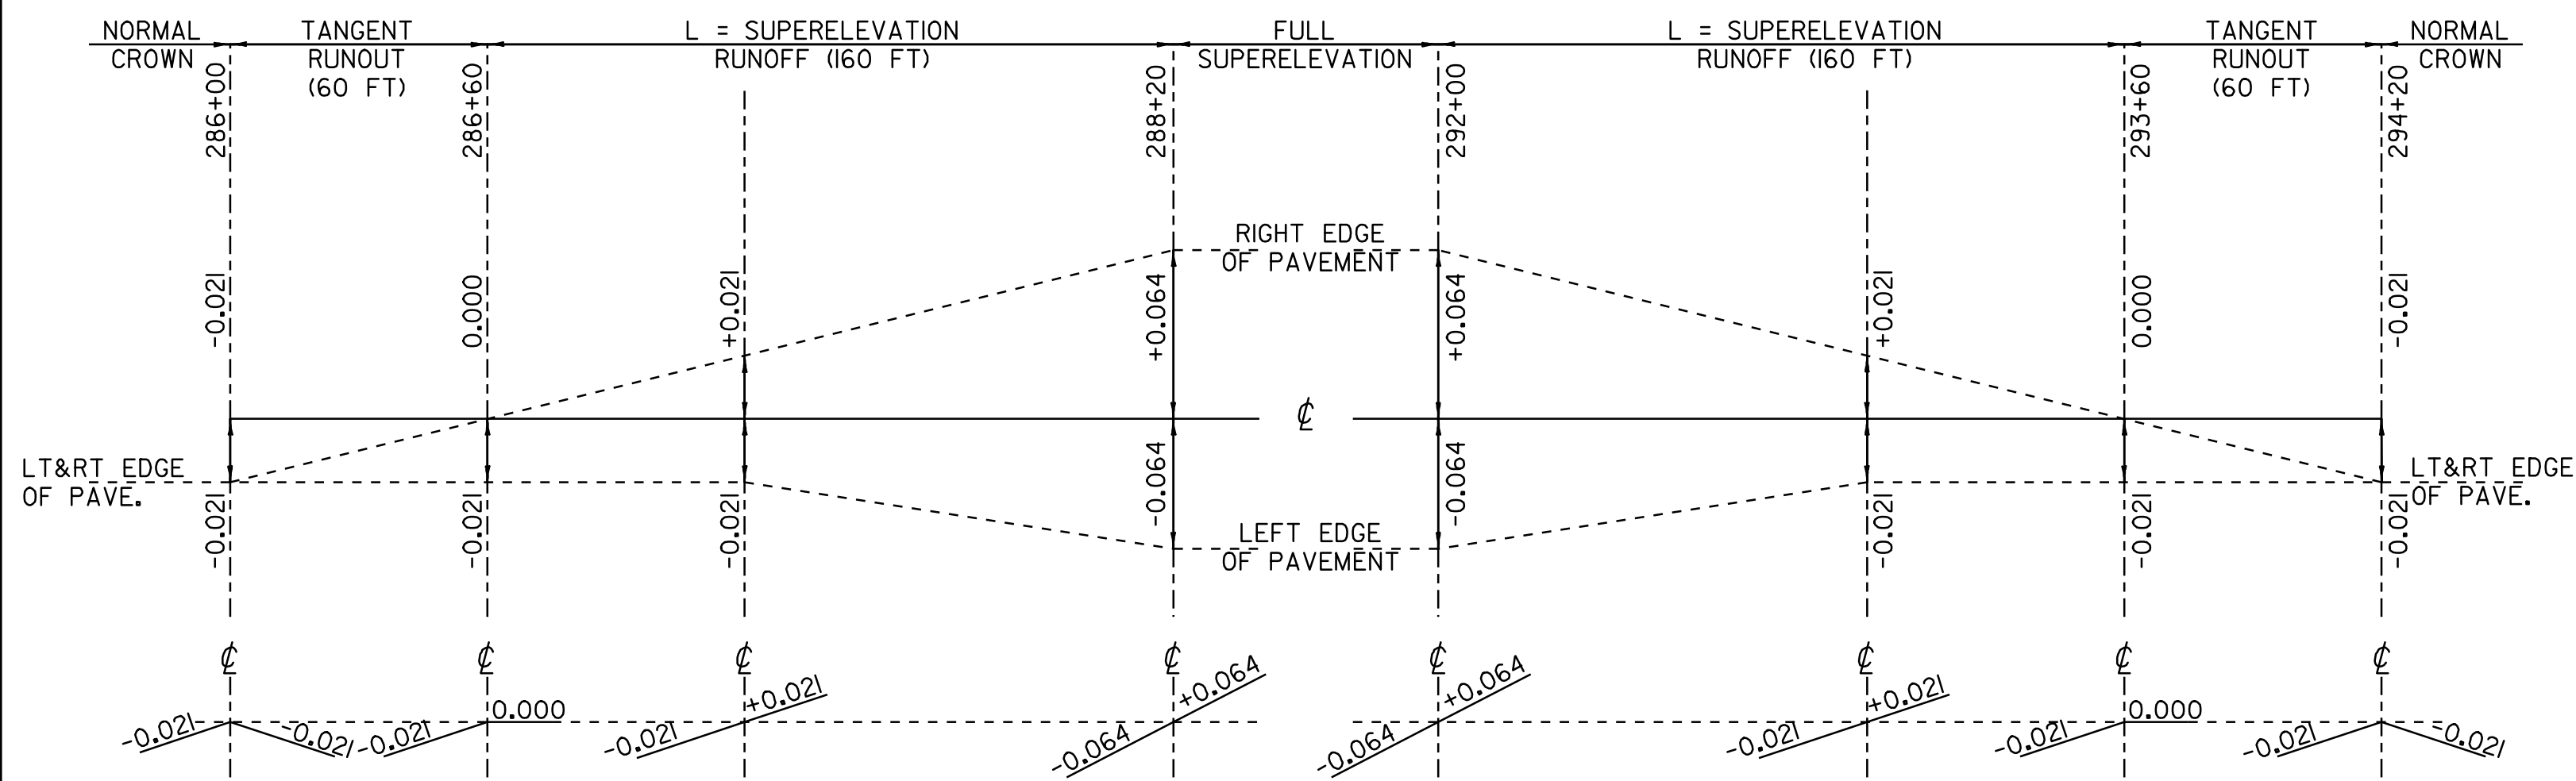 NORMAL
CROWN
TANGENT
RUNOUT
(60 FT)
L = SUPERELEVATION
RUNOFF (160 FT)
FULL
SUPERELEVATION
L = SUPERELEVATION
RUNOFF (160 FT)
TANGENT
RUNOUT
(60 FT)
NORMAL
CROWN
286+00
286+60
288+20
292+00
293+60
294+20
RIGHT EDGE
OF PAVEMENT
-0.021
0.000
+0.021
+0.064
+0.064
+0.021
0.000
-0.021
℄
LT&RT EDGE
OF PAVE.
LT&RT EDGE
OF PAVE.
-0.021
-0.021
-0.021
-0.064
-0.064
-0.021
-0.021
-0.021
LEFT EDGE
OF PAVEMENT
℄ ℄ ℄ ℄ ℄ ℄ ℄ ℄
-0.021 -0.021
-0.021 0.000
-0.021 +0.021
-0.064 +0.064
-0.064 +0.064
-0.021 +0.021
-0.021 0.000
-0.021 -0.021